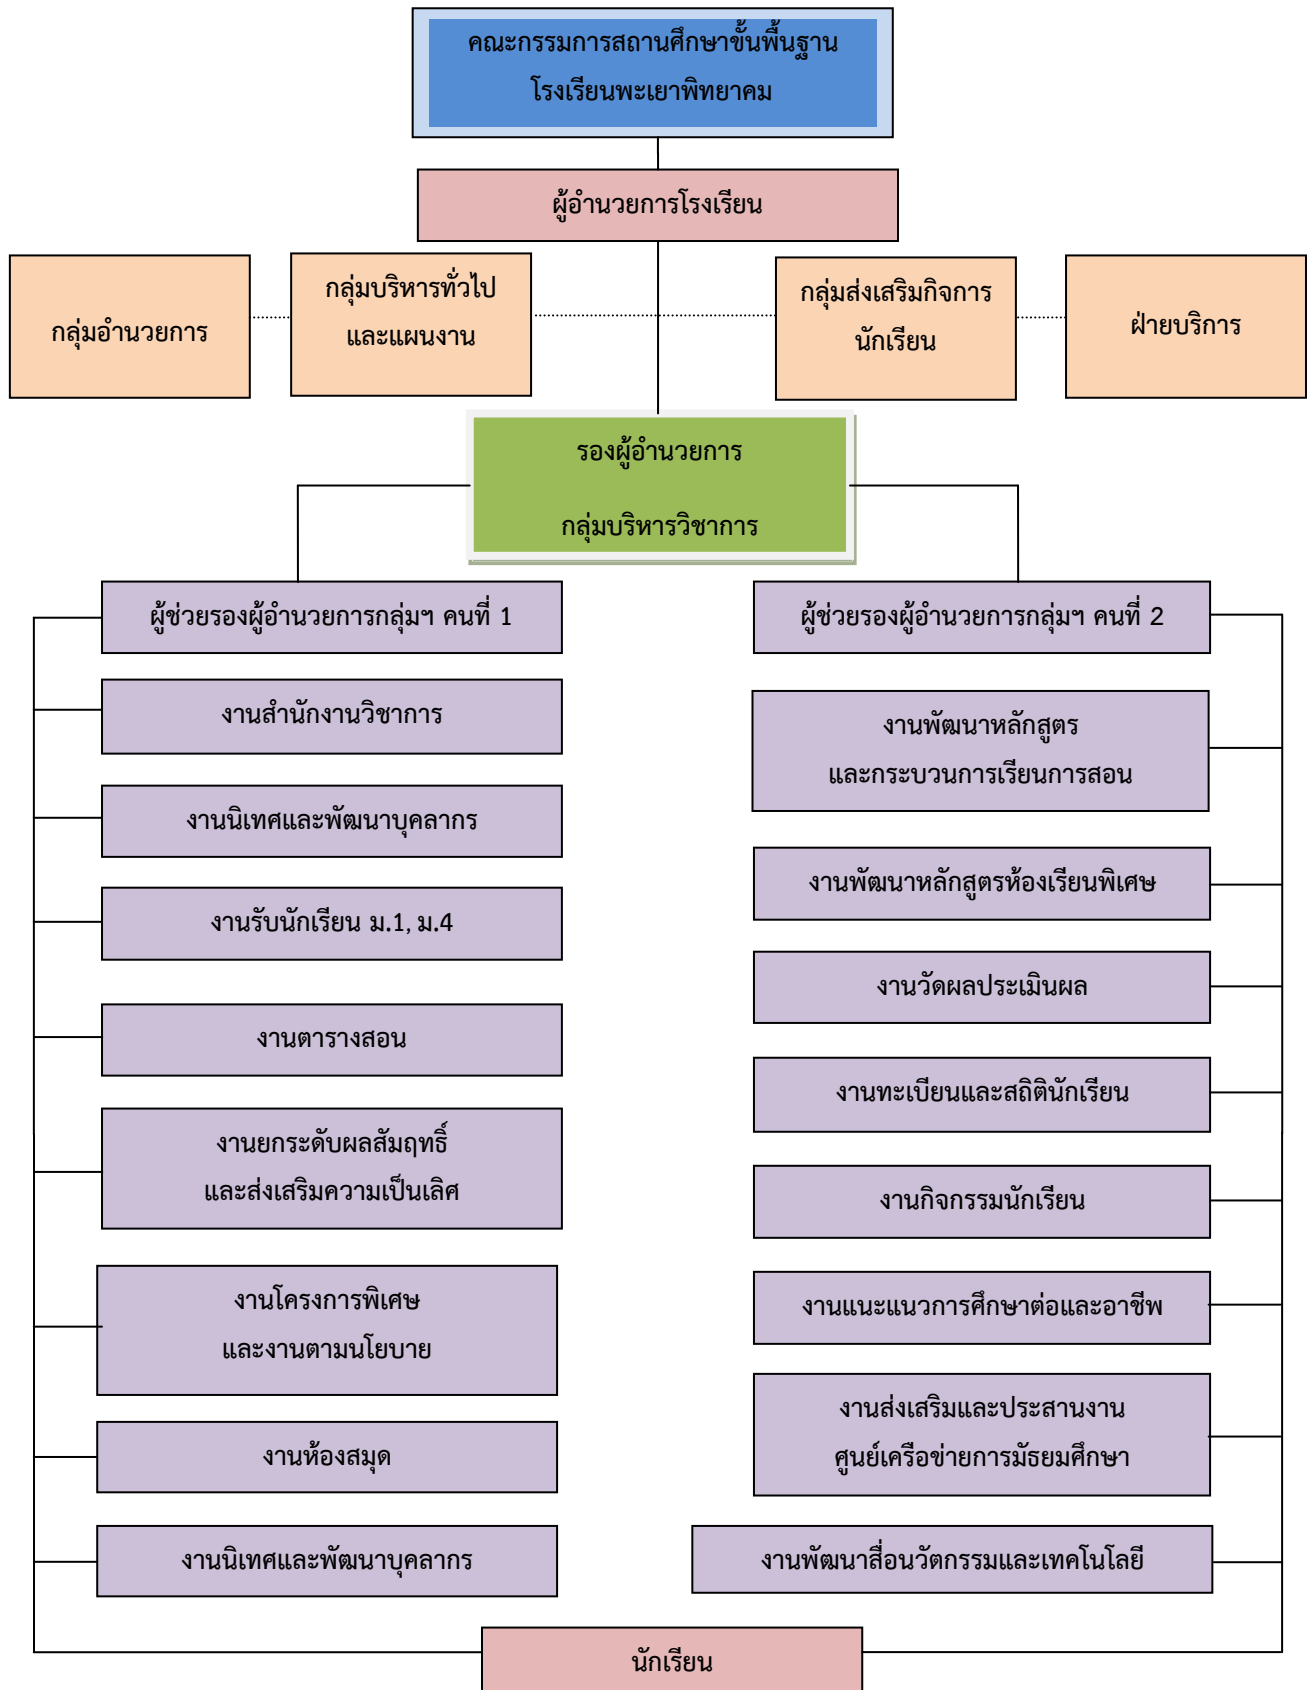 คณะกรรมการสถานศึกษาขั้นพื้นฐาน
โรงเรียนพะเยาพิทยาคม
ผู้อำนวยการโรงเรียน
กลุ่มอำนวยการ
กลุ่มบริหารทั่วไป
และแผนงาน
กลุ่มส่งเสริมกิจการ
นักเรียน
ฝ่ายบริการ
รองผู้อำนวยการ
กลุ่มบริหารวิชาการ
ผู้ช่วยรองผู้อำนวยการกลุ่มฯ คนที่ 1
งานสำนักงานวิชาการ
งานนิเทศและพัฒนาบุคลากร
งานรับนักเรียน ม.1, ม.4
งานตารางสอน
งานยกระดับผลสัมฤทธิ์
และส่งเสริมความเป็นเลิศ
งานโครงการพิเศษ
และงานตามนโยบาย
งานห้องสมุด
งานนิเทศและพัฒนาบุคลากร
ผู้ช่วยรองผู้อำนวยการกลุ่มฯ คนที่ 2
งานพัฒนาหลักสูตร
และกระบวนการเรียนการสอน
งานพัฒนาหลักสูตรห้องเรียนพิเศษ
งานวัดผลประเมินผล
งานทะเบียนและสถิตินักเรียน
งานกิจกรรมนักเรียน
งานแนะแนวการศึกษาต่อและอาชีพ
งานส่งเสริมและประสานงาน
ศูนย์เครือข่ายการมัธยมศึกษา
งานพัฒนาสื่อนวัตกรรมและเทคโนโลยี
นักเรียน